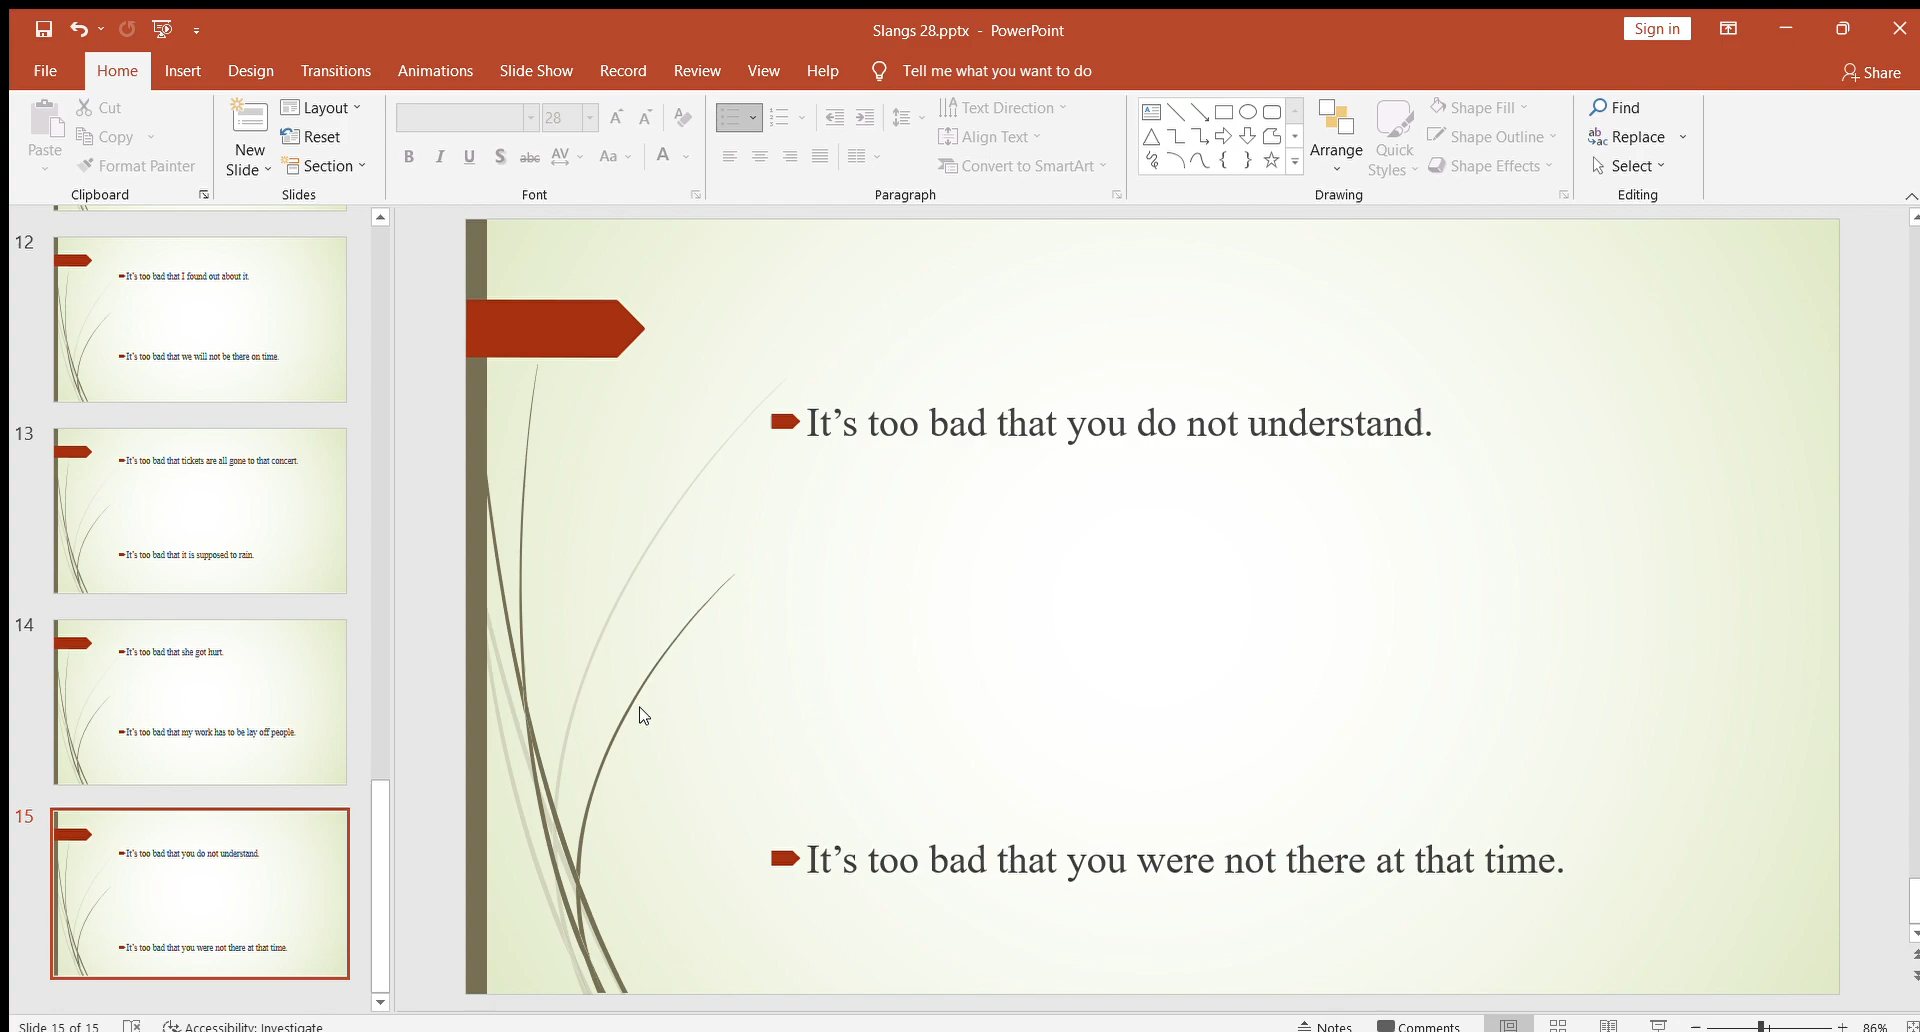 Slangs 28.pptx - PowerPoint
Sign in
File Home Insert Design Transitions Animations Slide Show Record Review View Help Tell me what you want to do
Share
Paste
Cut
Copy
Format Painter
Clipboard
New Slide
Layout
Reset
Section
Slides
28
B I U S abc AV Aa A
Font
Text Direction
Align Text
Convert to SmartArt
Paragraph
Arrange
Quick Styles
Shape Fill
Shape Outline
Shape Effects
Drawing
Find
Replace
Select
Editing
12
It's too bad that I found out about it.
It's too bad that we will not be there on time.
13
It's too bad that tickets are all gone to that concert.
It's too bad that it is supposed to rain.
14
It's too bad that she got hurt.
It's too bad that my work has to be lay off people.
15
It's too bad that you do not understand.
It's too bad that you were not there at that time.
It’s too bad that you do not understand.
It’s too bad that you were not there at that time.
Slide 15 of 15 Accessibility: Investigate Notes Comments 86%